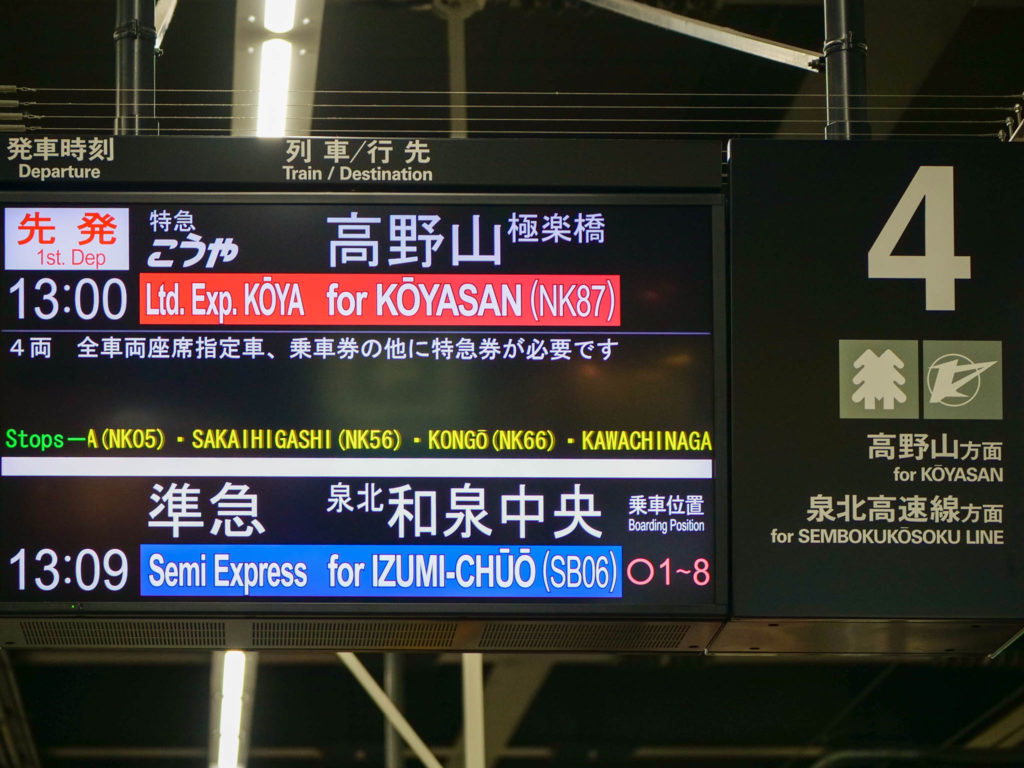 発車時刻 列車/行先
Departure Train / Destination
先発 特急 高野山 極楽橋
1st. Dep こうや
13:00 Ltd. Exp. KŌYA for KŌYASAN (NK87)
4両 全車両座席指定車、乗車券の他に特急券が必要です
Stops―A(NK05)・SAKAIHIGASHI(NK56)・KONGŌ(NK66)・KAWACHINAGA
準急 泉北 和泉中央 乗車位置
Boarding Position
13:09 Semi Express for IZUMI-CHŪŌ (SB06) ○1~8
4
高野山方面
for KŌYASAN
泉北高速線方面
for SEMBOKUKŌSOKU LINE